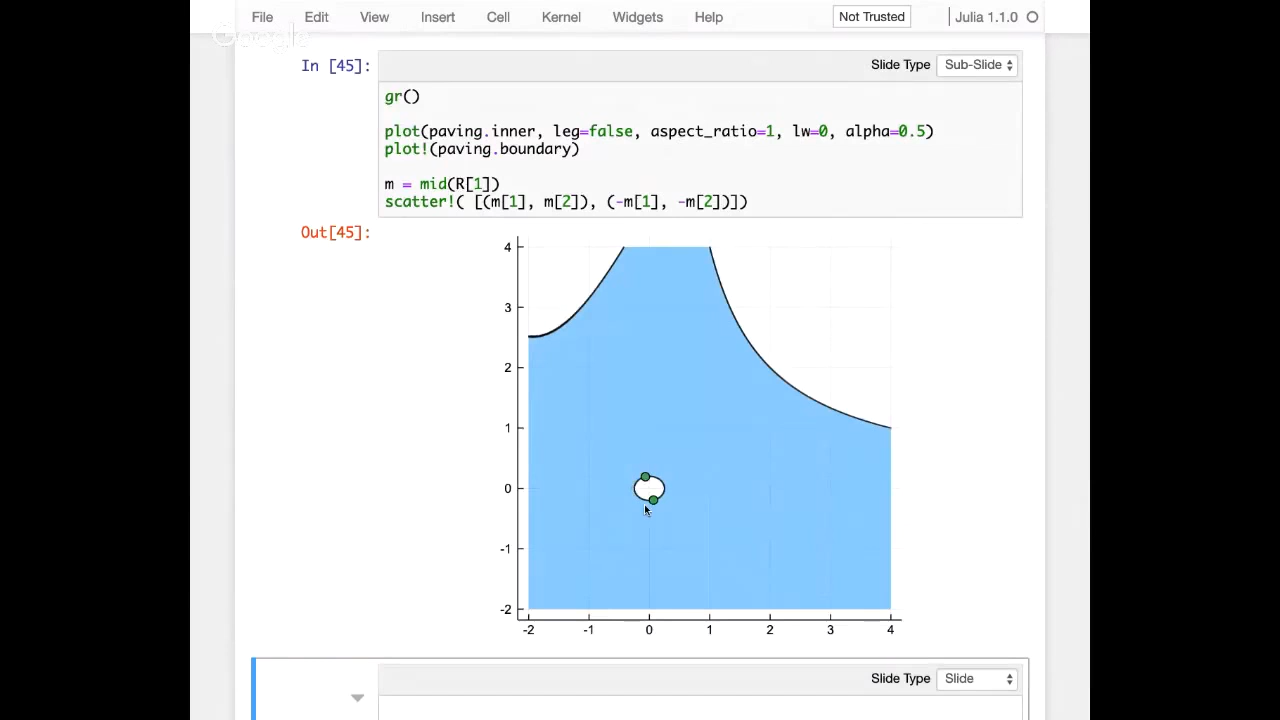 File Edit View Insert Cell Kernel Widgets Help Not Trusted Julia 1.1.0
Google
In [45]: Slide Type Sub-Slide
gr()
plot(paving.inner, leg=false, aspect_ratio=1, lw=0, alpha=0.5)
plot!(paving.boundary)
m = mid(R[1])
scatter!( [(m[1], m[2]), (-m[1], -m[2])])
Out[45]:
4
3
2
1
0
-1
-2
-2 -1 0 1 2 3 4
Slide Type Slide